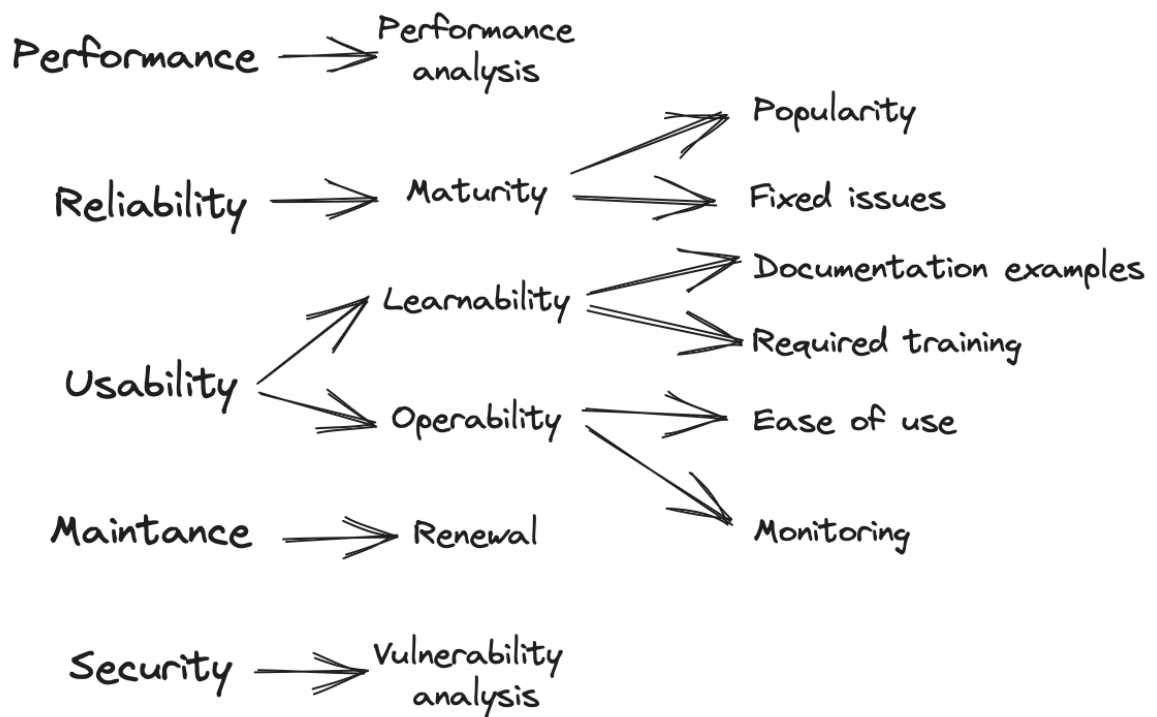 Performance
Performance
analysis
Popularity
Reliability
Maturity
Fixed issues
Learnability
Documentation examples
Required training
Usability
Operability
Ease of use
Maintance
Renewal
Monitoring
Security
Vulnerability
analysis